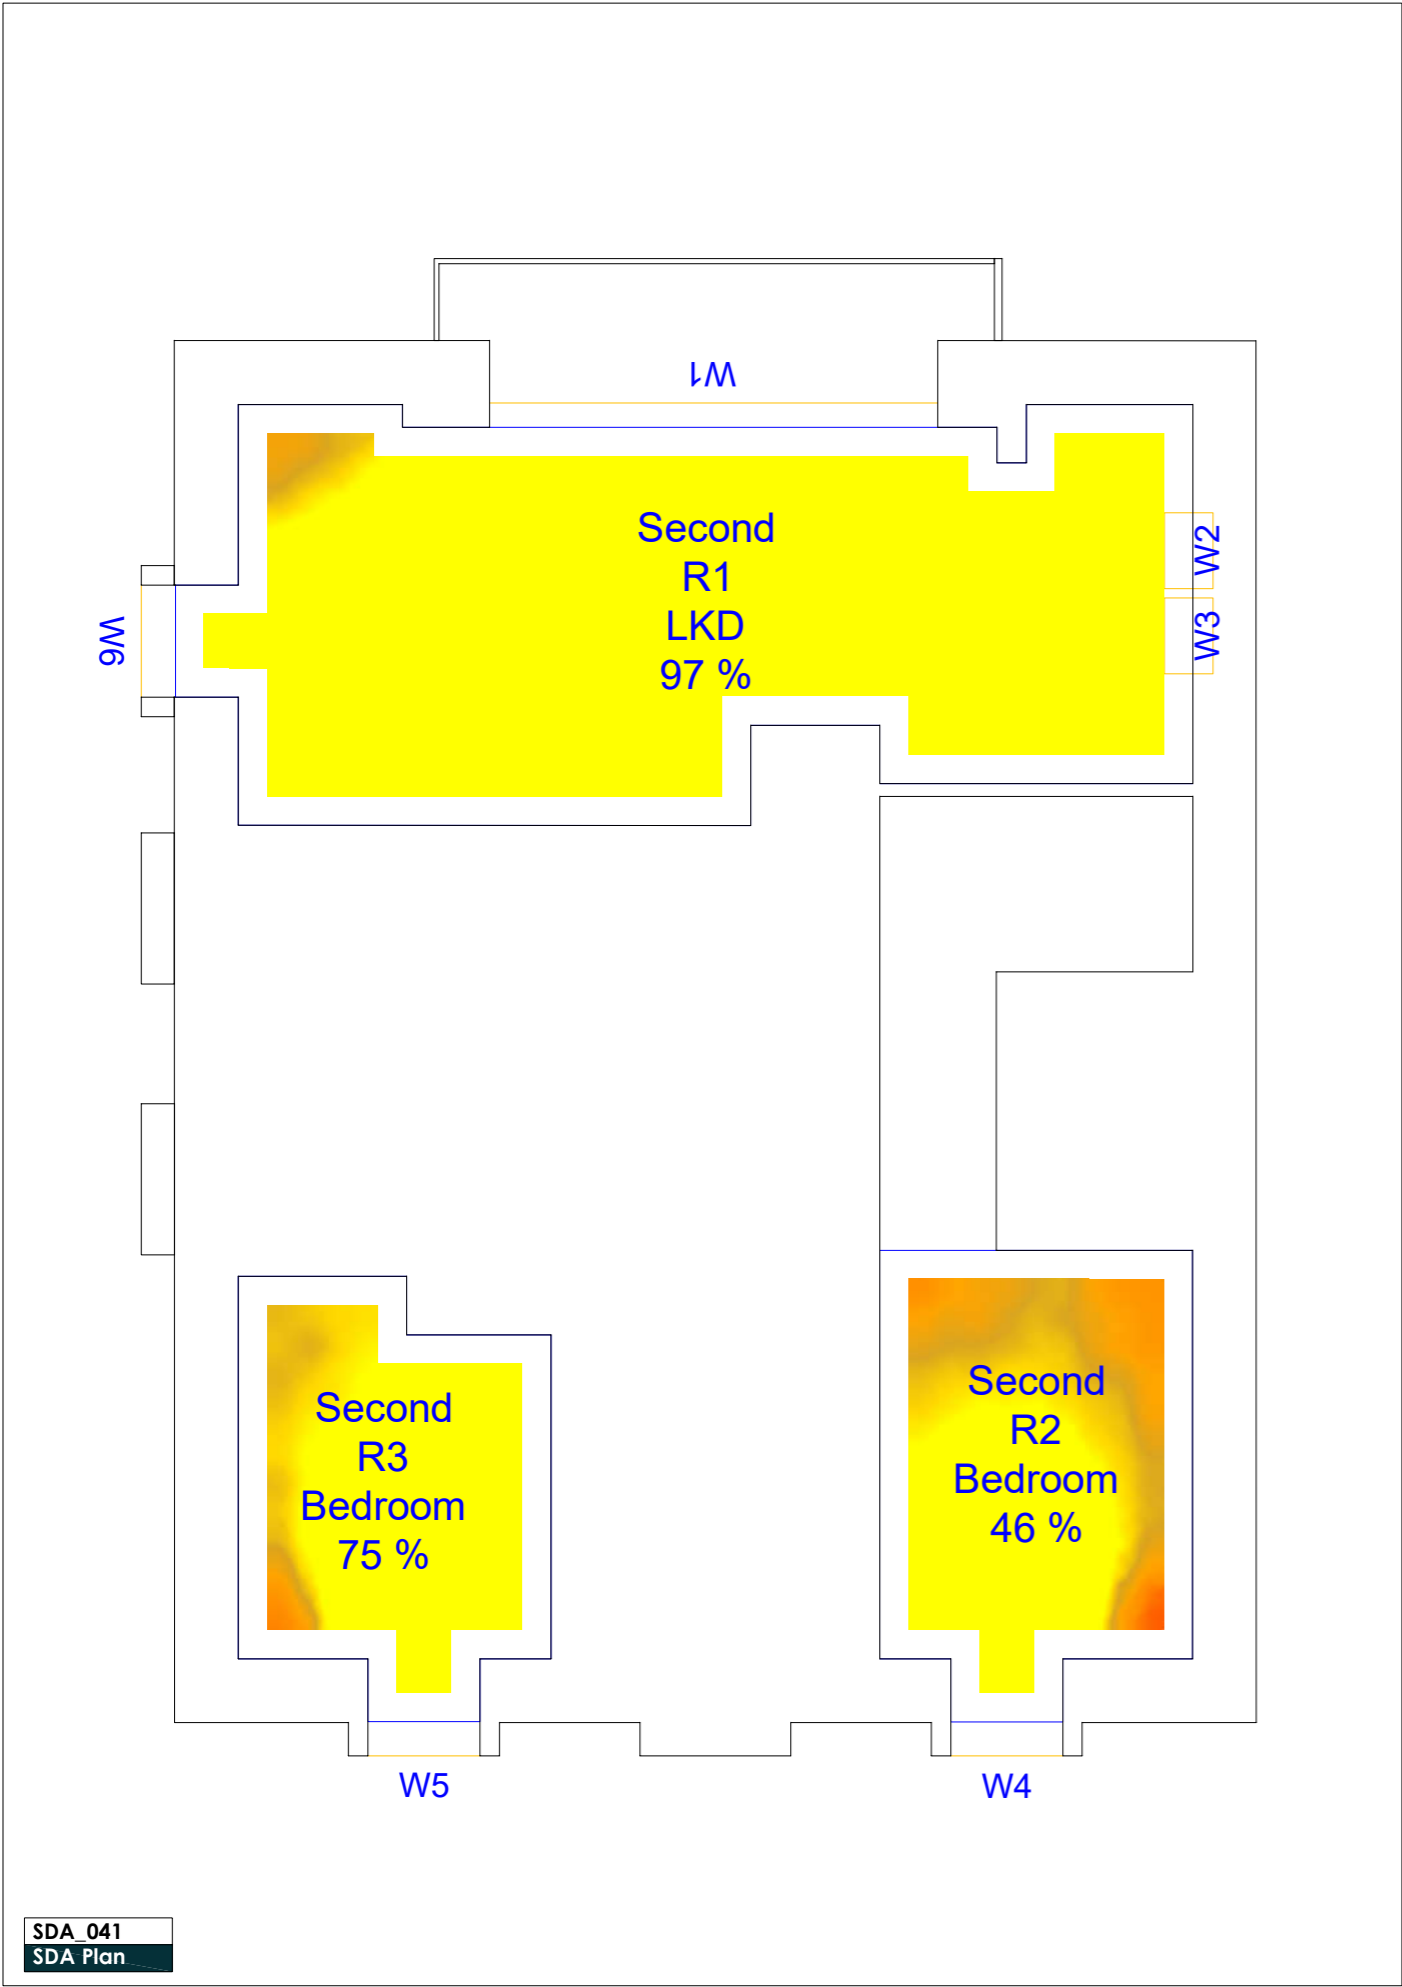 W1
Second
R1
LKD
97 %
W2
W3
W6
Second
R3
Bedroom
75 %
Second
R2
Bedroom
46 %
W5
W4
SDA_041
SDA Plan